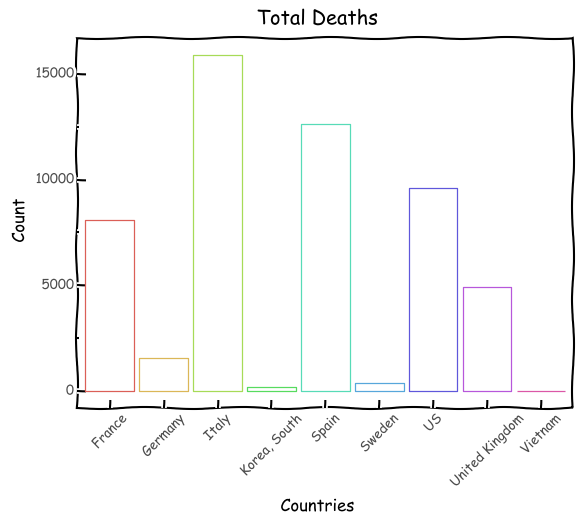 Total Deaths
Count
15000
10000
5000
0
France
Germany
Italy
Korea, South
Spain
Sweden
US
United Kingdom
Vietnam
Countries